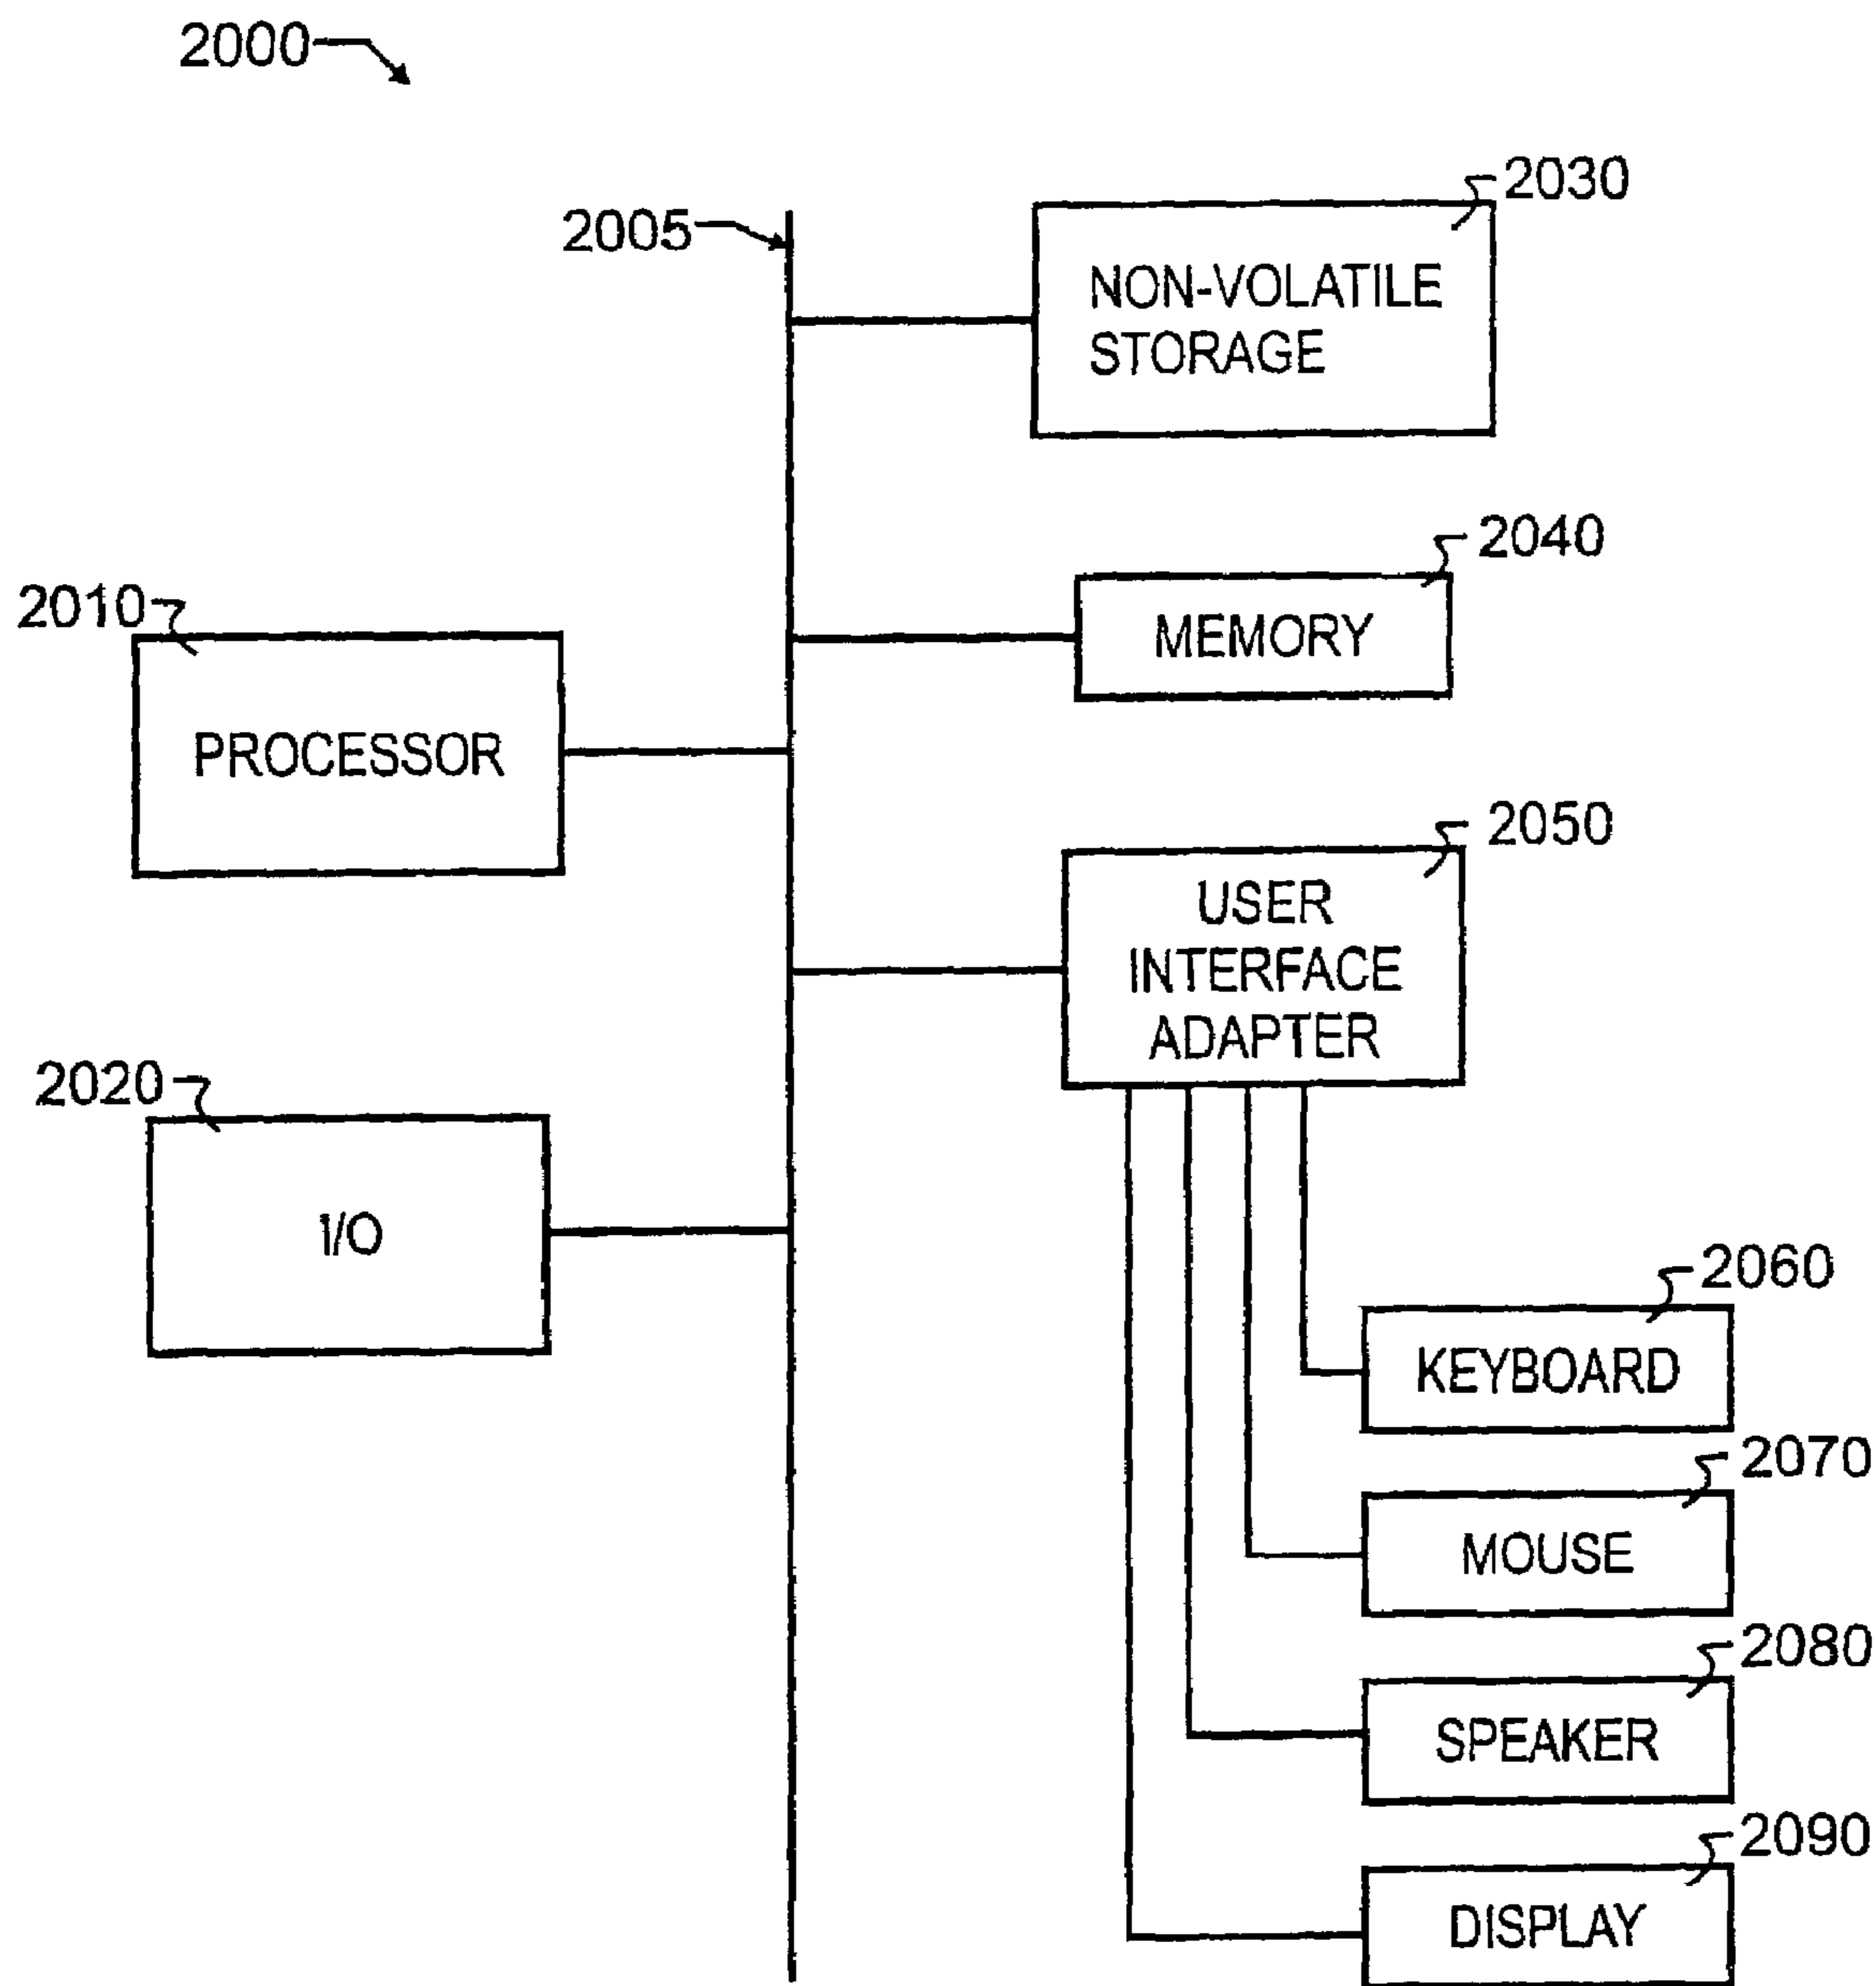 2000
2005
2030
NON-VOLATILE
STORAGE
2040
MEMORY
2010
PROCESSOR
2050
USER
INTERFACE
ADAPTER
2020
I/O
2060
KEYBOARD
2070
MOUSE
2080
SPEAKER
2090
DISPLAY